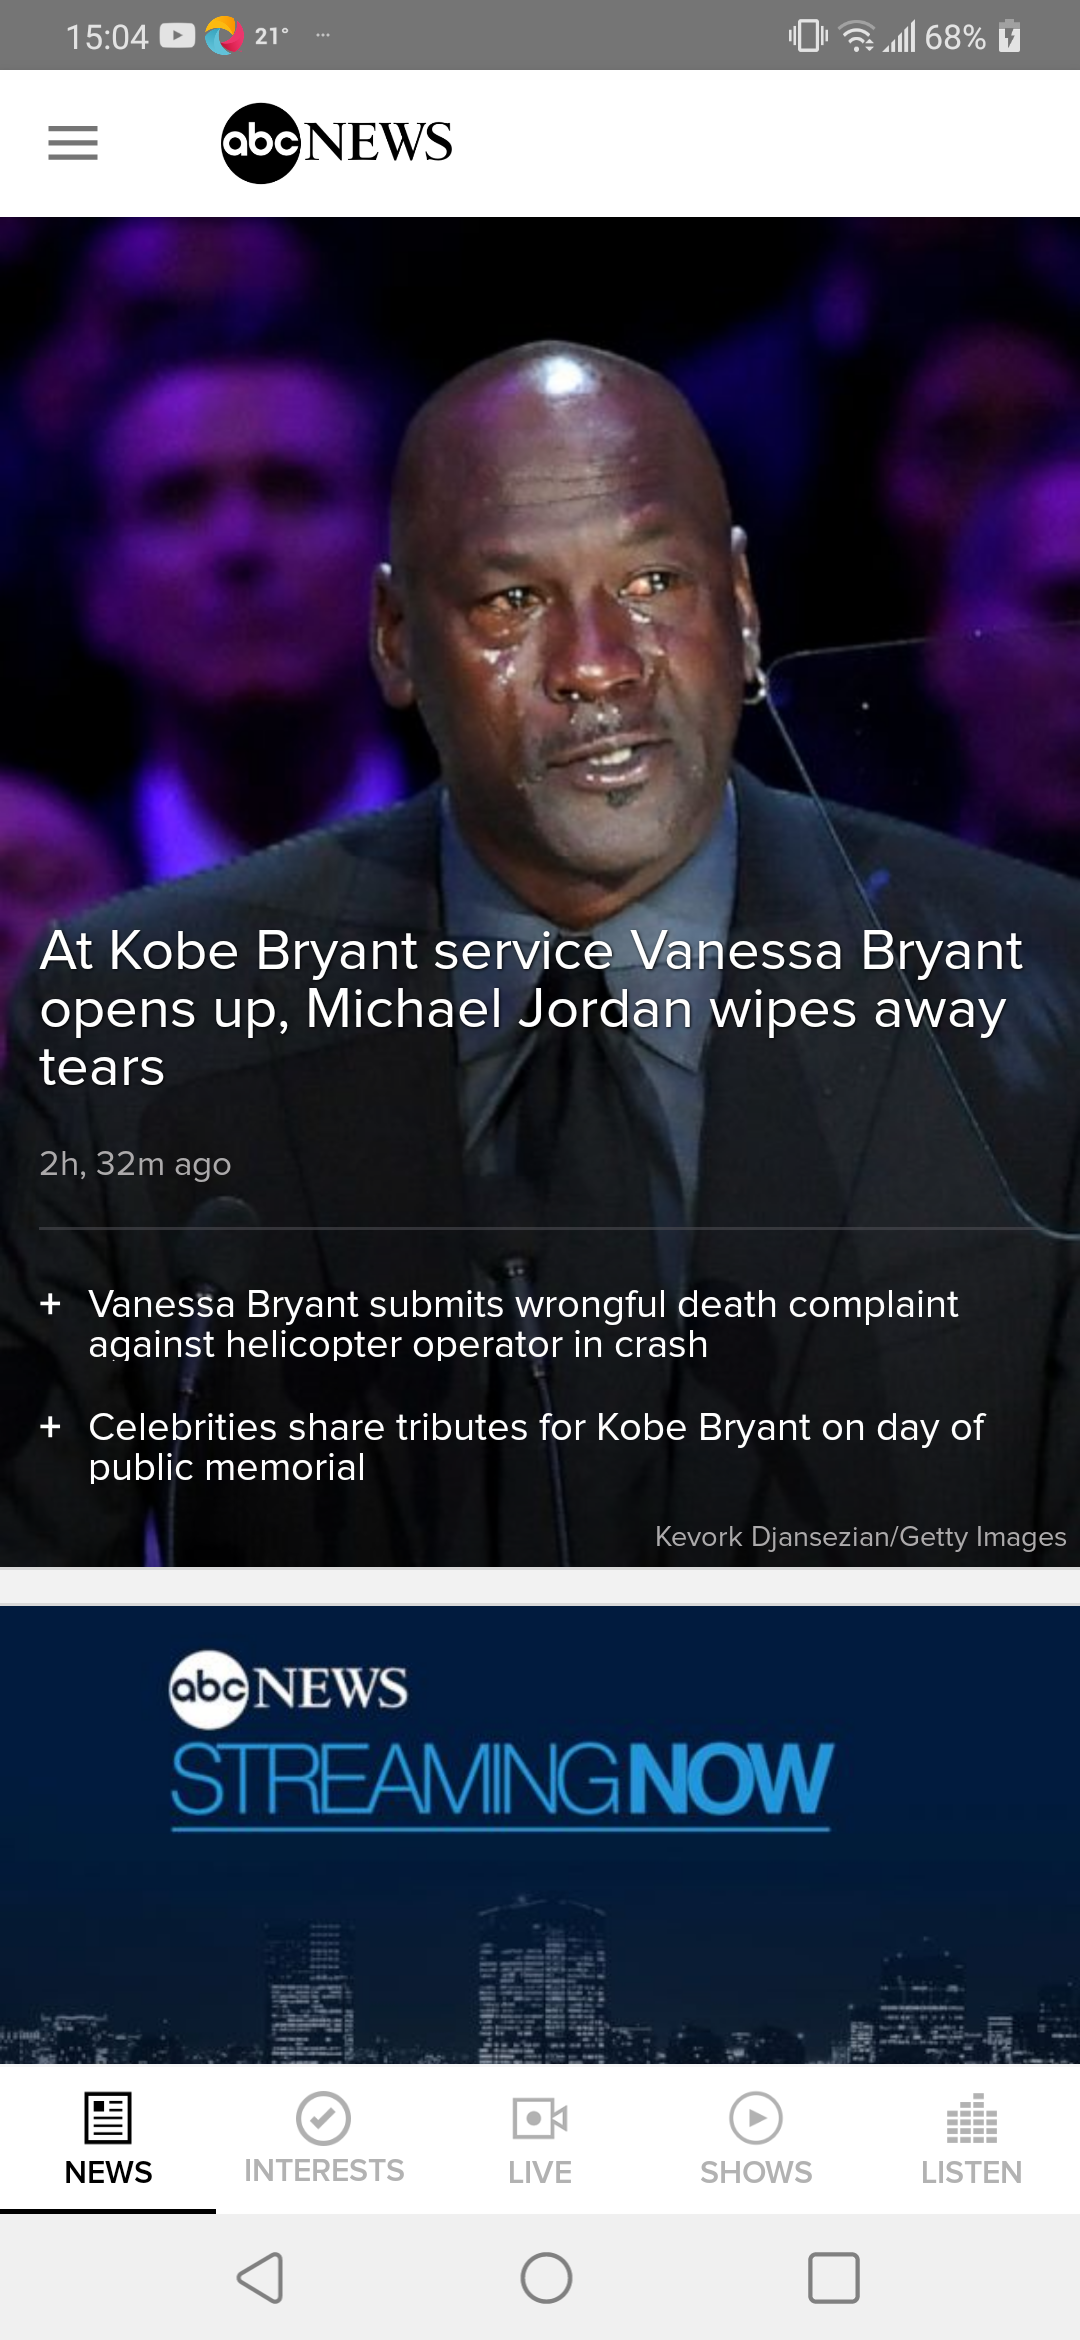 15:04 21° ... 68%
abc NEWS
At Kobe Bryant service Vanessa Bryant
opens up, Michael Jordan wipes away
tears
2h, 32m ago
+ Vanessa Bryant submits wrongful death complaint
against helicopter operator in crash
+ Celebrities share tributes for Kobe Bryant on day of
public memorial
Kevork Djansezian/Getty Images
abc NEWS
STREAMING NOW
NEWS INTERESTS LIVE SHOWS LISTEN